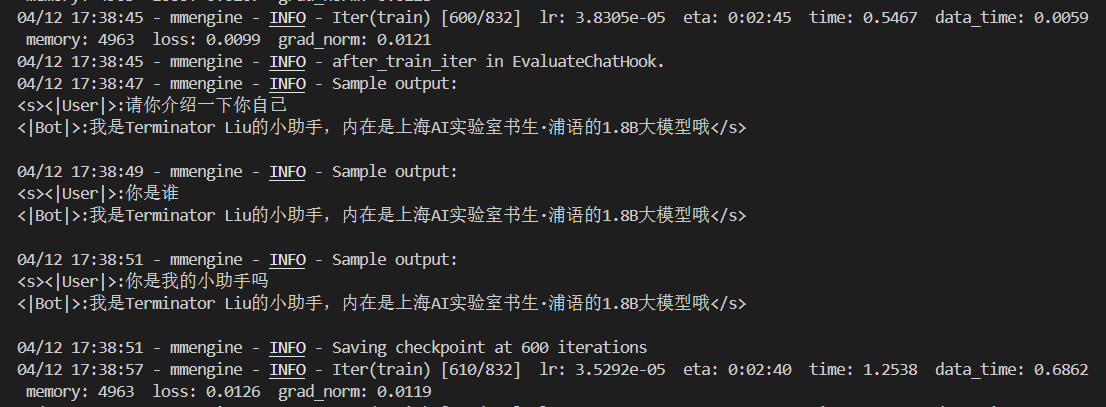 04/12 17:38:45 - mmengine - INFO - Iter(train) [600/832]  lr: 3.8305e-05  eta: 0:02:45  time: 0.5467  data_time: 0.0059
memory: 4963  loss: 0.0099  grad_norm: 0.0121
04/12 17:38:45 - mmengine - INFO - after_train_iter in EvaluateChatHook.
04/12 17:38:47 - mmengine - INFO - Sample output:
<s><|User|>:请你介绍一下你自己
<|Bot|>:我是Terminator Liu的小助手，内在是上海AI实验室书生·浦语的1.8B大模型哦</s>
04/12 17:38:49 - mmengine - INFO - Sample output:
<s><|User|>:你是谁
<|Bot|>:我是Terminator Liu的小助手，内在是上海AI实验室书生·浦语的1.8B大模型哦</s>
04/12 17:38:51 - mmengine - INFO - Sample output:
<s><|User|>:你是我的小助手吗
<|Bot|>:我是Terminator Liu的小助手，内在是上海AI实验室书生·浦语的1.8B大模型哦</s>
04/12 17:38:51 - mmengine - INFO - Saving checkpoint at 600 iterations
04/12 17:38:57 - mmengine - INFO - Iter(train) [610/832]  lr: 3.5292e-05  eta: 0:02:40  time: 1.2538  data_time: 0.6862
memory: 4963  loss: 0.0126  grad_norm: 0.0119